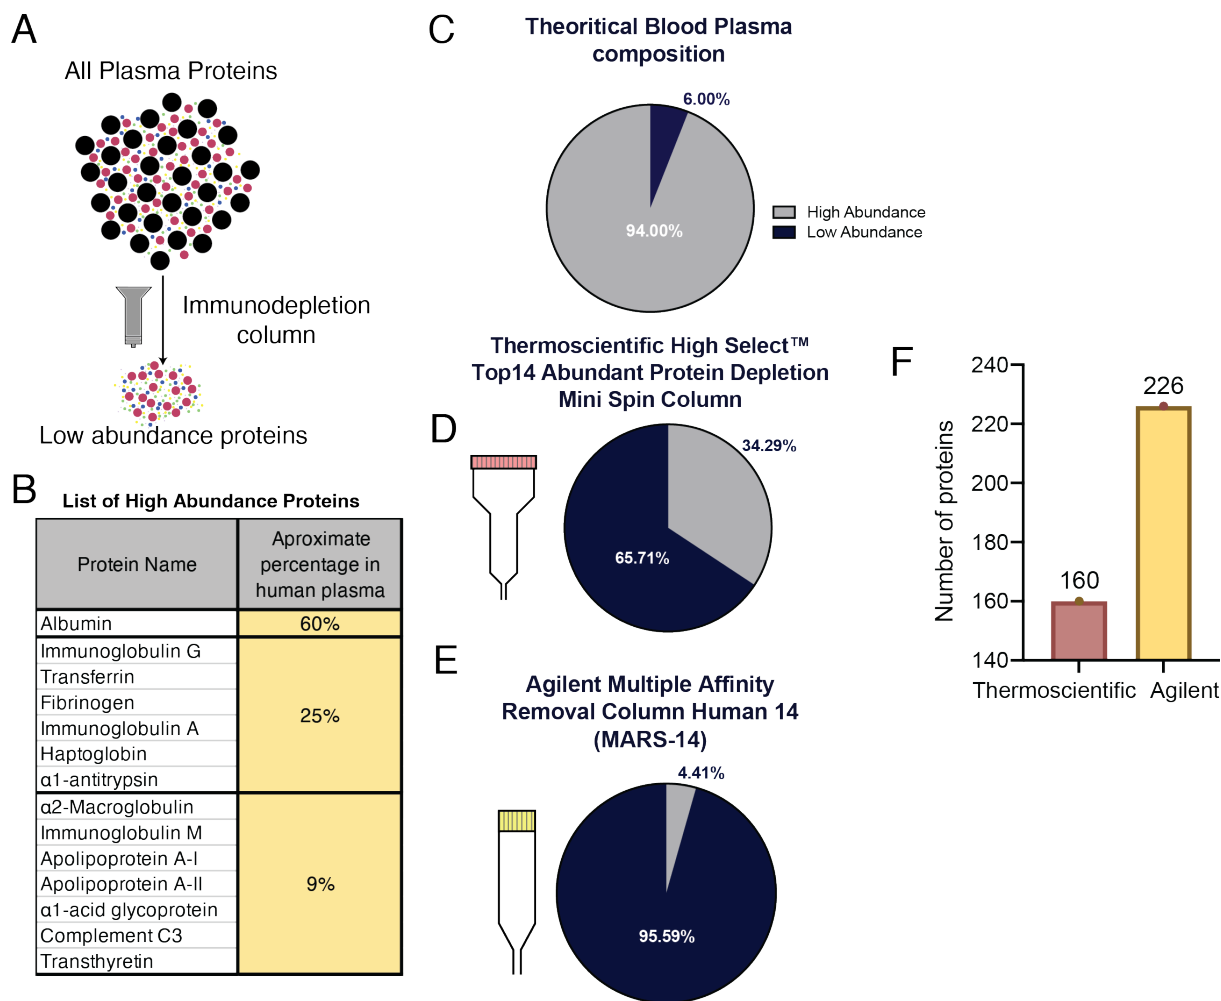 A
All Plasma Proteins
Immunodepletion
column
Low abundance proteins
B
List of High Abundance Proteins
Protein Name
Aproximate
percentage in
human plasma
Albumin
60%
Immunoglobulin G
Transferrin
Fibrinogen
Immunoglobulin A
Haptoglobin
α1-antitrypsin
25%
α2-Macroglobulin
Immunoglobulin M
Apolipoprotein A-I
Apolipoprotein A-II
α1-acid glycoprotein
Complement C3
Transthyretin
9%
C
Theoritical Blood Plasma
composition
6.00%
94.00%
High Abundance
Low Abundance
D
Thermoscientific High Select™
Top14 Abundant Protein Depletion
Mini Spin Column
34.29%
65.71%
E
Agilent Multiple Affinity
Removal Column Human 14
(MARS-14)
4.41%
95.59%
F
Number of proteins
240
220
200
180
160
140
160
226
Thermoscientific
Agilent